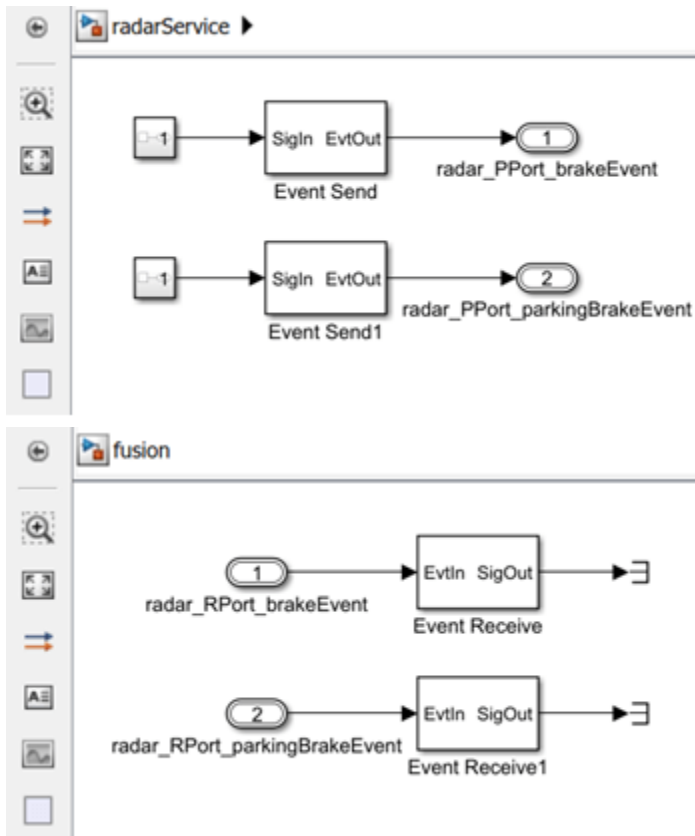 radarService
1
SigIn EvtOut
1
radar_PPort_brakeEvent
Event Send
1
SigIn EvtOut
2
radar_PPort_parkingBrakeEvent
Event Send1
A
fusion
1
EvtIn SigOut
radar_RPort_brakeEvent
Event Receive
2
EvtIn SigOut
radar_RPort_parkingBrakeEvent
Event Receive1
A